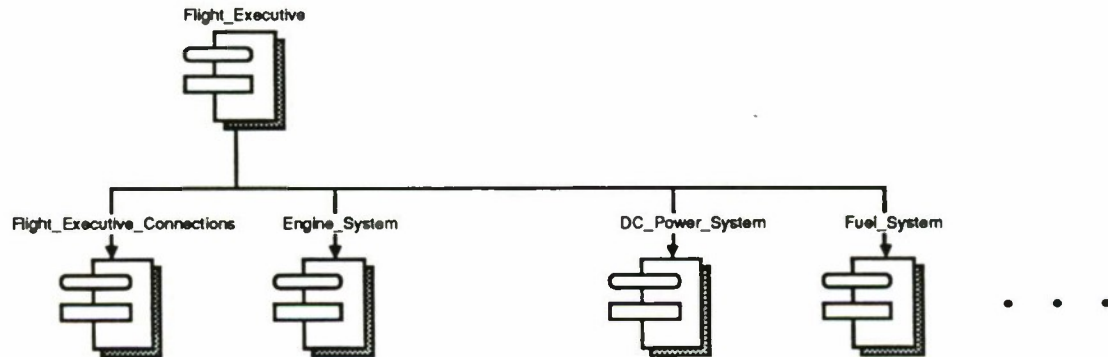 Flight_Executive
Flight_Executive_Connections
Engine_System
DC_Power_System
Fuel_System